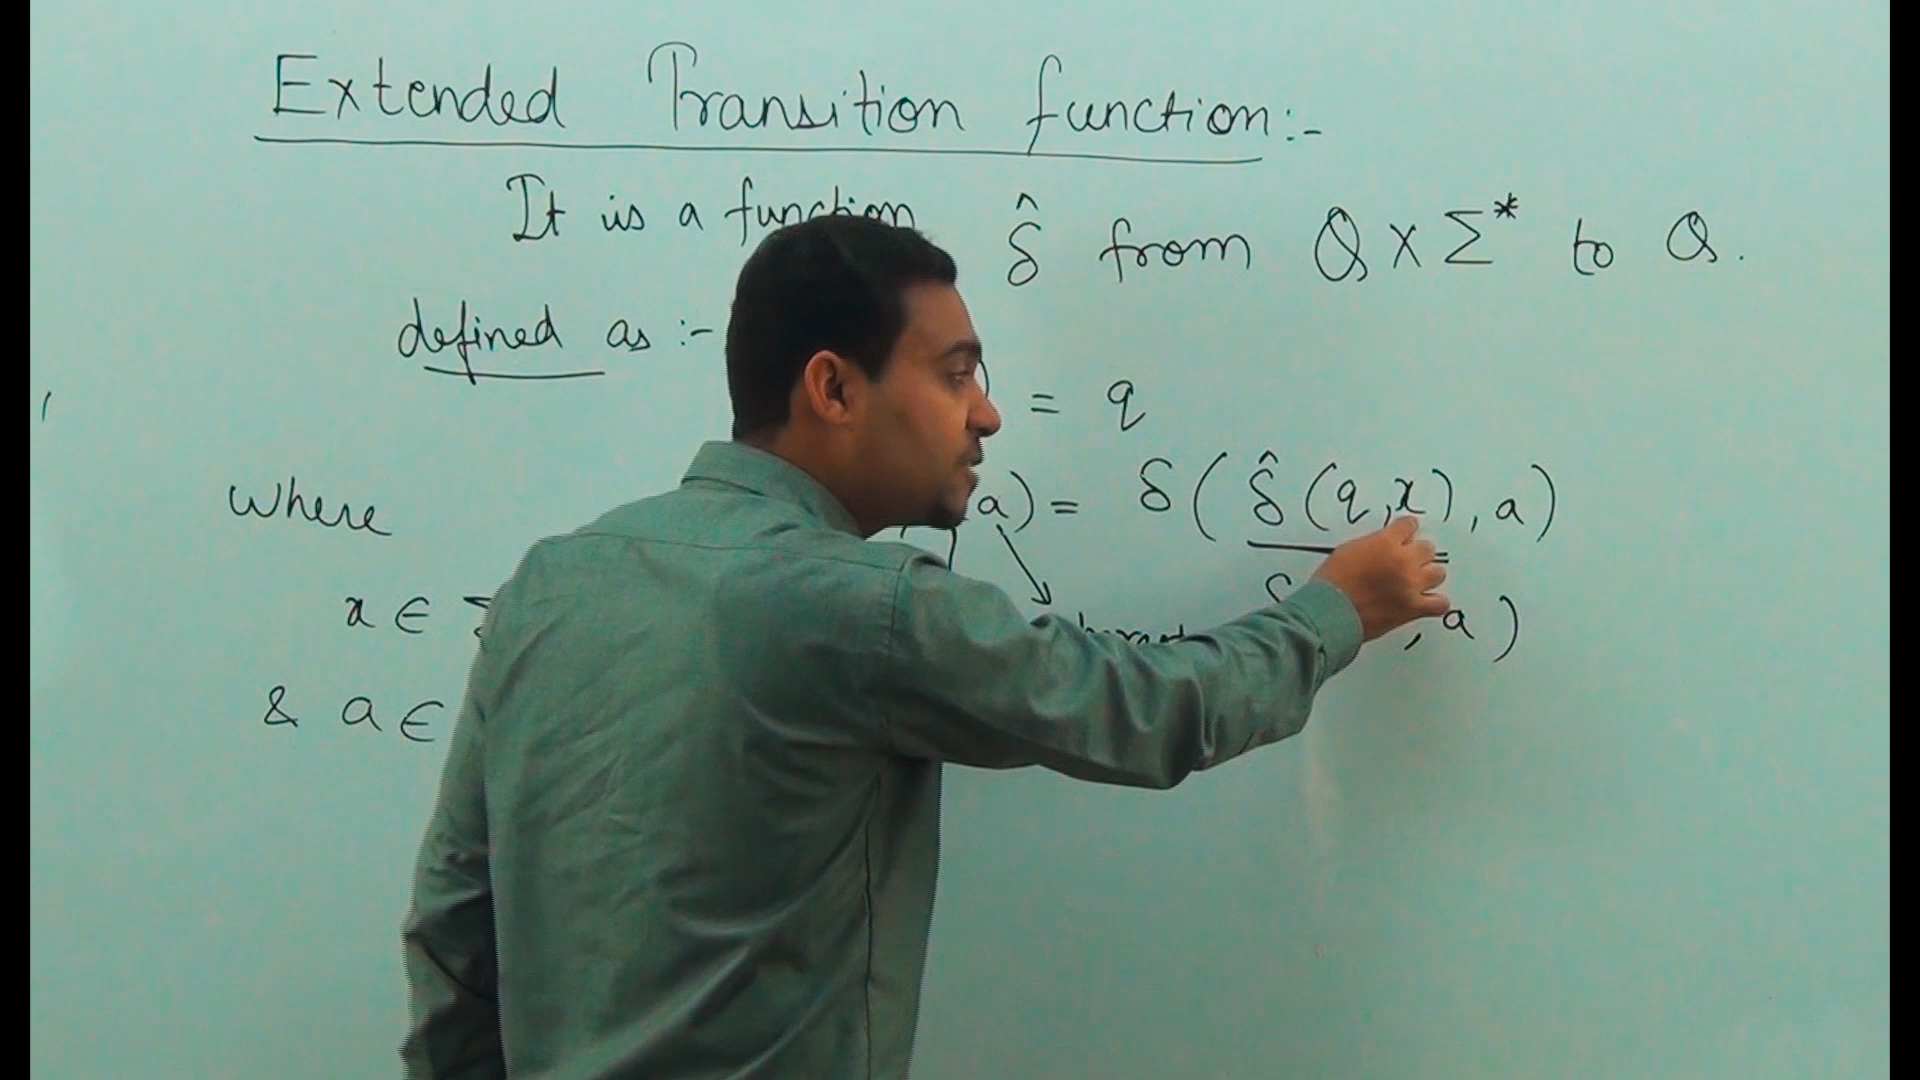 Extended Transition function:-
It is a function δ̂ from Q X Σ* to Q.
defined as :-
) = q
where a) = δ ( δ̂ (q,x), a)
x ∈ , a )
& a ∈